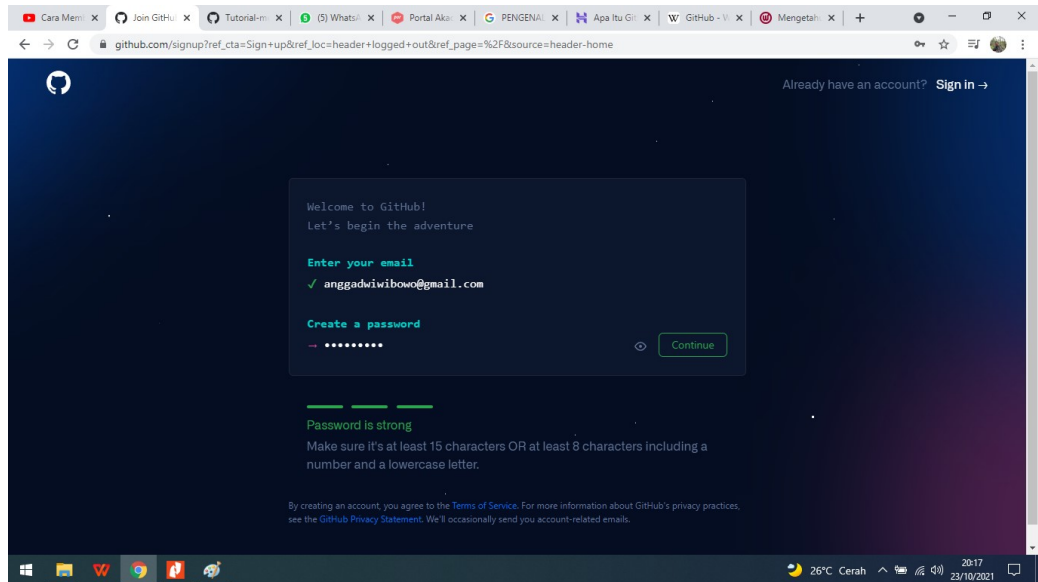 Cara Mem
Join GitHu
Tutorial-m
(5) WhatsA
Portal Akac
PENGENAL
Apa Itu Git
GitHub - W
Mengetah
github.com/signup?ref_cta=Sign+up&ref_loc=header+logged+out&ref_page=%2F&source=header-home
Already have an account? Sign in →
Welcome to GitHub!
Let's begin the adventure
Enter your email
✓ anggadwiwibowo@gmail.com
Create a password
→ •••••••••
Continue
Password is strong
Make sure it's at least 15 characters OR at least 8 characters including a
number and a lowercase letter.
By creating an account, you agree to the Terms of Service. For more information about GitHub's privacy practices,
see the GitHub Privacy Statement. We'll occasionally send you account-related emails.
26°C Cerah
20:17
23/10/2021